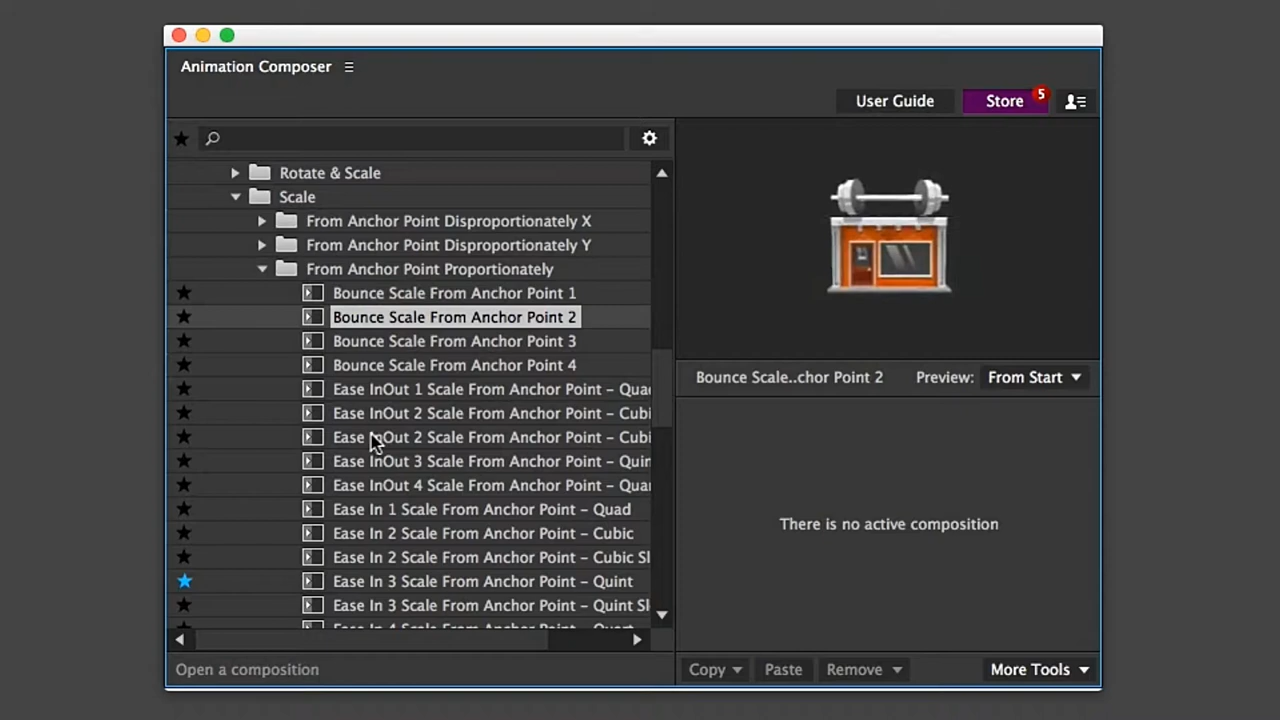 Animation Composer
User Guide
Store
5
Rotate & Scale
Scale
From Anchor Point Disproportionately X
From Anchor Point Disproportionately Y
From Anchor Point Proportionately
Bounce Scale From Anchor Point 1
Bounce Scale From Anchor Point 2
Bounce Scale From Anchor Point 3
Bounce Scale From Anchor Point 4
Ease InOut 1 Scale From Anchor Point – Quad
Ease InOut 2 Scale From Anchor Point – Cubi
Ease InOut 2 Scale From Anchor Point – Cubi
Ease InOut 3 Scale From Anchor Point – Quin
Ease InOut 4 Scale From Anchor Point – Quar
Ease In 1 Scale From Anchor Point – Quad
Ease In 2 Scale From Anchor Point – Cubic
Ease In 2 Scale From Anchor Point – Cubic Sl
Ease In 3 Scale From Anchor Point – Quint
Ease In 3 Scale From Anchor Point – Quint Sl
Open a composition
Bounce Scale..chor Point 2
Preview: From Start
There is no active composition
Copy
Paste
Remove
More Tools